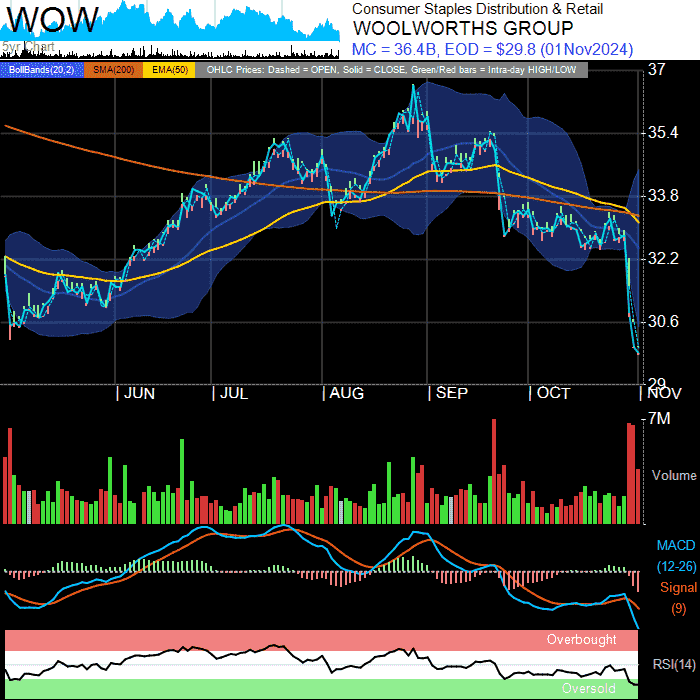 WOW
5yr Chart
Consumer Staples Distribution & Retail
WOOLWORTHS GROUP
MC = 36.4B, EOD = $29.8 (01Nov2024)
BollBands(20,2) SMA(200) EMA(50) OHLC Prices: Dashed = OPEN, Solid = CLOSE, Green/Red bars = Intra-day HIGH/LOW
37
35.4
33.8
32.2
30.6
29
JUN JUL AUG SEP OCT NOV
7M
Volume
MACD
(12-26)
Signal
(9)
Overbought
RSI(14)
Oversold